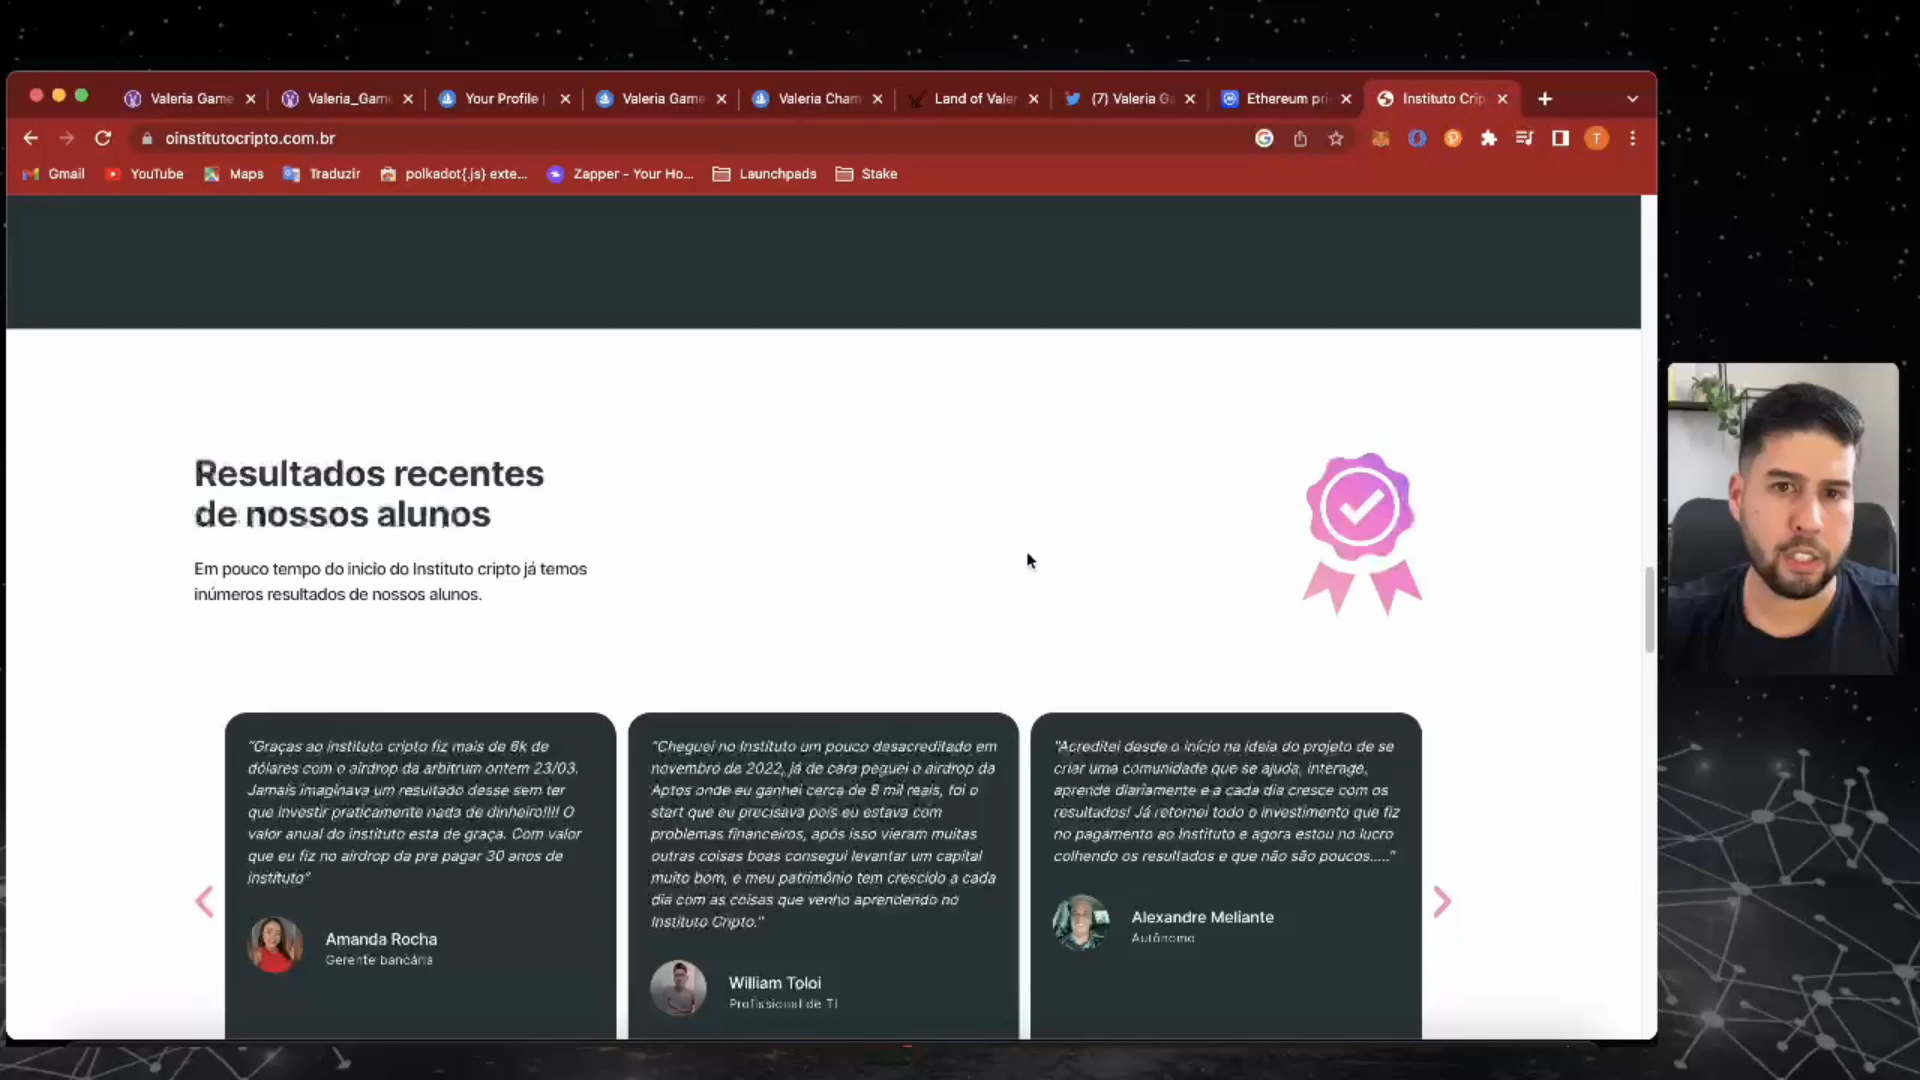 Valeria Game
Valeria_Gam
Your Profile |
Valeria Game
Valeria Cham
Land of Valer
(7) Valeria Ga
Ethereum pri
Instituto Crip
oinstitutocripto.com.br
T
Gmail
YouTube
Maps
Traduzir
polkadot{.js} exte...
Zapper - Your Ho...
Launchpads
Stake
Resultados recentes
de nossos alunos
Em pouco tempo do inicio do Instituto cripto já temos
inúmeros resultados de nossos alunos.
"Graças ao instituto cripto fiz mais de 6k de
dólares com o airdrop da arbitrum ontem 23/03.
Jamais imaginava um resultado desse sem ter
que investir praticamente nada de dinheiro!!!! O
valor anual do instituto esta de graça. Com valor
que eu fiz no airdrop da pra pagar 30 anos de
instituto"
Amanda Rocha
Gerente bancária
"Cheguei no Instituto um pouco desacreditado em
novembro de 2022, já de cara peguei o airdrop da
Aptos onde eu ganhei cerca de 8 mil reais, foi o
start que eu precisava pois eu estava com
problemas financeiros, após isso vieram muitas
outras coisas boas consegui levantar um capital
muito bom, e meu patrimônio tem crescido a cada
dia com as coisas que venho aprendendo no
Instituto Cripto."
William Toloi
Profissional de TI
"Acreditei desde o início na ideia do projeto de se
criar uma comunidade que se ajuda, interage,
aprende diariamente e a cada dia cresce com os
resultados! Já retornei todo o investimento que fiz
no pagamento ao Instituto e agora estou no lucro
colhendo os resultados e que não são poucos....."
Alexandre Meliante
Autônomo